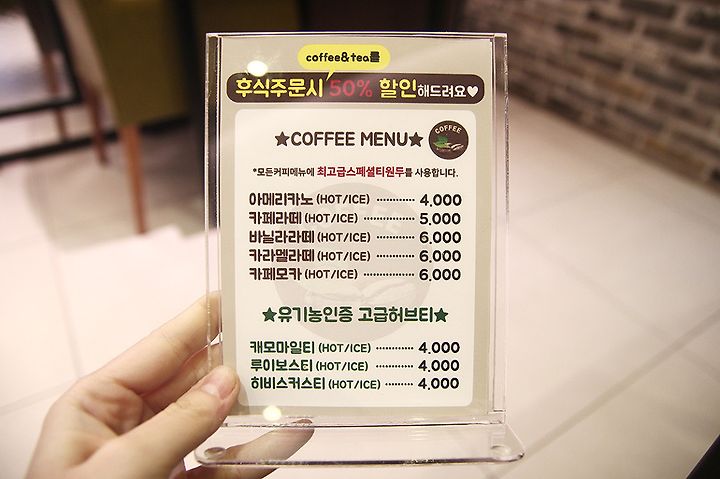 coffee&tea를
후식주문시 50% 할인해드려요♥
★COFFEE MENU★
COFFEE
*모든커피메뉴에 최고급스페셜티원두를 사용합니다.
아메리카노 (HOT/ICE) ············ 4,000
카페라떼 (HOT/ICE) ·············· 5,000
바닐라라떼 (HOT/ICE) ············ 6,000
카라멜라떼 (HOT/ICE) ············ 6,000
카페모카 (HOT/ICE) ·············· 6,000
★유기농인증 고급허브티★
캐모마일티 (HOT/ICE) ············ 4,000
루이보스티 (HOT/ICE) ············ 4,000
히비스커스티 (HOT/ICE) ········· 4,000